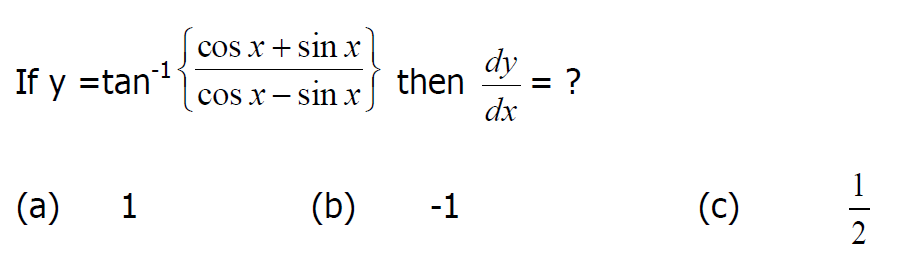 If y =tan⁻¹{(cos x + sin x)/(cos x − sin x)} then dy/dx = ?
(a) 1 (b) -1 (c) 1/2